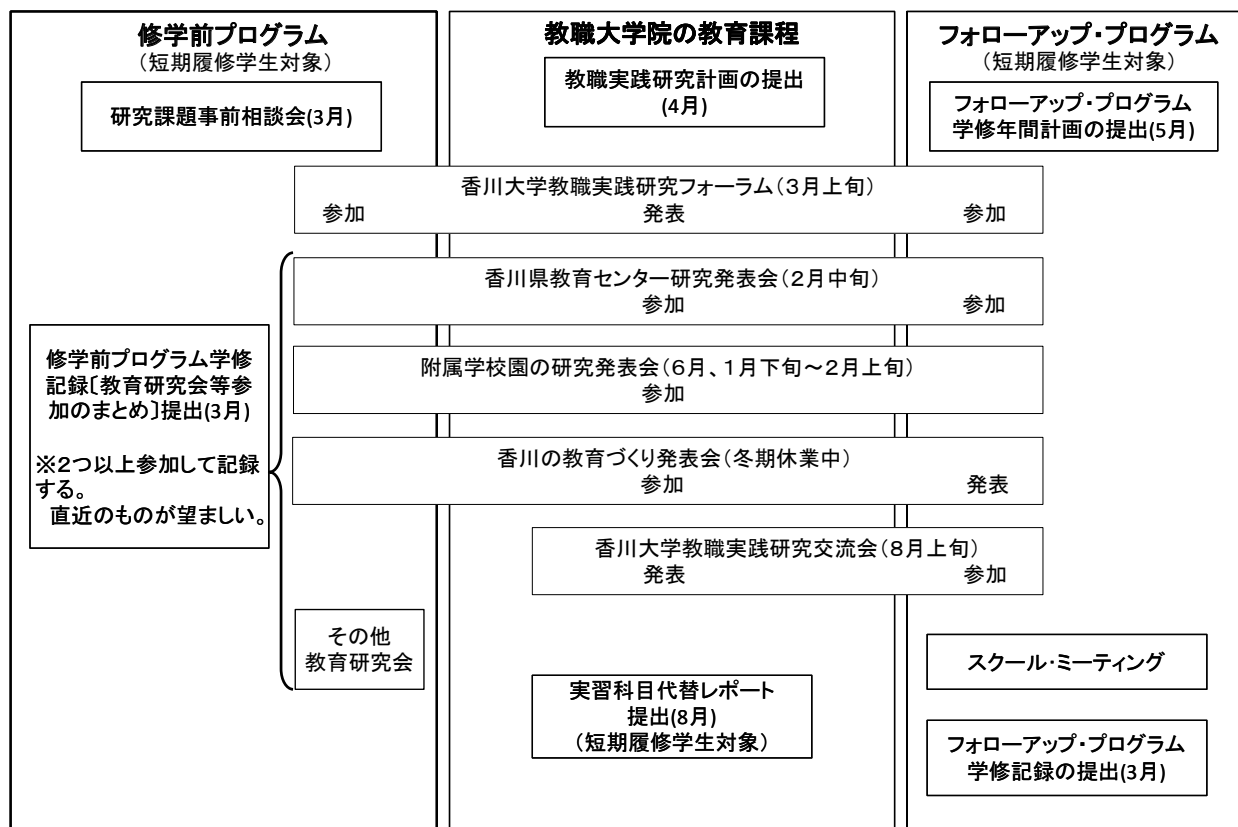 修学前プログラム
（短期履修学生対象）
研究課題事前相談会(3月)
教職大学院の教育課程
教職実践研究計画の提出
(4月)
フォローアップ・プログラム
（短期履修学生対象）
フォローアップ・プログラム
学修年間計画の提出(5月)
香川大学教職実践研究フォーラム（３月上旬）
参加 発表 参加
香川県教育センター研究発表会（２月中旬）
参加 参加
附属学校園の研究発表会（６月、１月下旬～２月上旬）
参加
香川の教育づくり発表会（冬期休業中）
参加 発表
香川大学教職実践研究交流会（８月上旬）
発表 参加
修学前プログラム学修
記録〔教育研究会等参
加のまとめ〕提出(3月)
※２つ以上参加して記録
する。
直近のものが望ましい。
その他
教育研究会
実習科目代替レポート
提出(8月)
（短期履修学生対象）
スクール・ミーティング
フォローアップ・プログラム
学修記録の提出(3月)